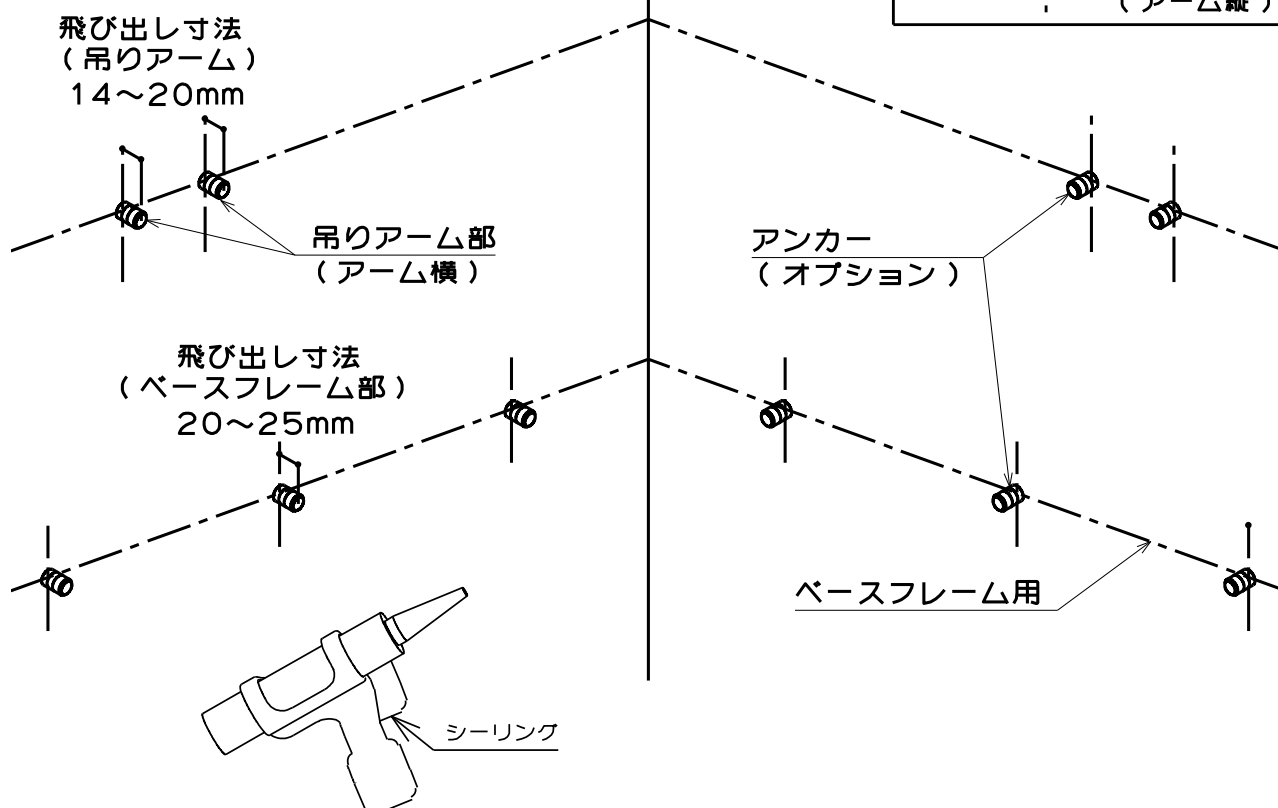 （アーム縦）
飛び出し寸法
（吊りアーム）
14〜20mm
吊りアーム部
（アーム横）
アンカー
（オプション）
飛び出し寸法
（ベースフレーム部）
20〜25mm
ベースフレーム用
シーリング